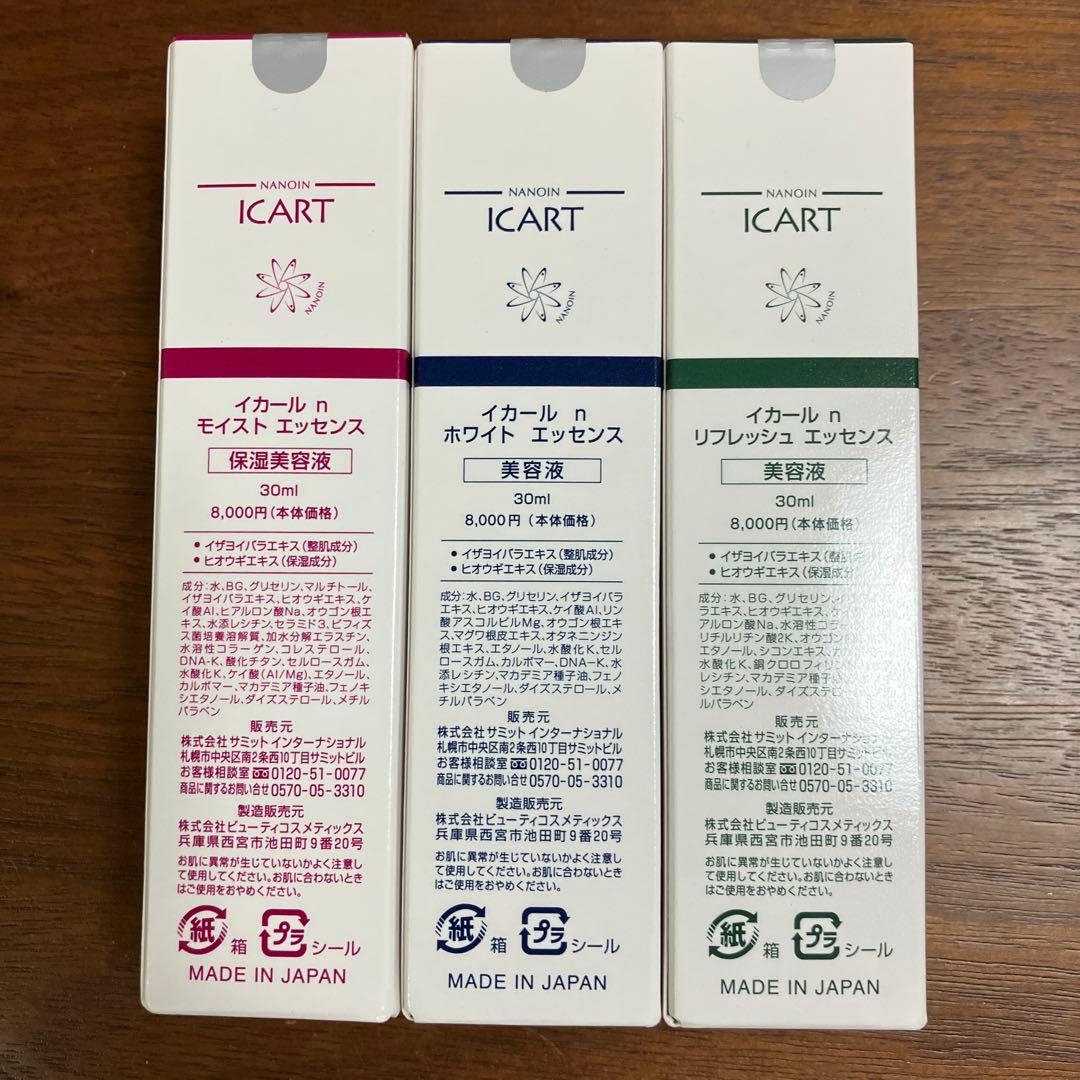 NANOIN
ICART
NANOIN
イカール n
モイスト エッセンス
保湿美容液
30ml
8,000円(本体価格)
• イザヨイバラエキス(整肌成分)
• ヒオウギエキス(保湿成分)
成分:水、BG、グリセリン、マルチトール、
イザヨイバラエキス、ヒオウギエキス、ケ
イ酸Al、ヒアルロン酸Na、オウゴン根エ
キス、水添レシチン、セラミド3、ビフィズ
ス菌培養溶解質、加水分解エラスチン、
水溶性コラーゲン、コレステロール、
DNA-K、酸化チタン、セルロースガム、
水酸化K、ケイ酸(Al/Mg)、エタノール、
カルボマー、マカデミア種子油、フェノキ
シエタノール、ダイズステロール、メチル
パラベン
販売元
株式会社サミットインターナショナル
札幌市中央区南2条西10丁目サミットビル
お客様相談室0120-51-0077
商品に関するお問い合せ0570-05-3310
製造販売元
株式会社ビューティコスメティックス
兵庫県西宮市池田町9番20号
お肌に異常が生じていないかよく注意し
て使用してください。お肌に合わないとき
はご使用をおやめください。
紙 箱 プラ シール
MADE IN JAPAN
NANOIN
ICART
NANOIN
イカール n
ホワイト エッセンス
美容液
30ml
8,000円(本体価格)
• イザヨイバラエキス(整肌成分)
• ヒオウギエキス(保湿成分)
成分:水、BG、グリセリン、イザヨイバラ
エキス、ヒオウギエキス、ケイ酸Al、リン
酸アスコルビルMg、オウゴン根エキ
ス、マグワ根皮エキス、オタネニンジン
根エキス、エタノール、水酸化K、セル
ロースガム、カルボマー、DNA-K、水
添レシチン、マカデミア種子油、フェノ
キシエタノール、ダイズステロール、メ
チルパラベン
販売元
株式会社サミットインターナショナル
札幌市中央区南2条西10丁目サミットビル
お客様相談室0120-51-0077
商品に関するお問い合せ0570-05-3310
製造販売元
株式会社ビューティコスメティックス
兵庫県西宮市池田町9番20号
お肌に異常が生じていないかよく注意し
て使用してください。お肌に合わないとき
はご使用をおやめください。
紙 箱 プラ シール
MADE IN JAPAN
NANOIN
ICART
NANOIN
イカール n
リフレッシュ エッセンス
美容液
30ml
8,000円(本体価格)
• イザヨイバラエキス(整肌
• ヒオウギエキス(保湿成分
成分:水、BG、グリセリン、
ラエキス、ヒオウギエキス、
アルロン酸Na、水溶性コラ
リチルリチン酸2K、オウゴン
エタノール、シコンエキス、
水酸化K、銅クロロフィリン
レシチン、マカデミア種子油
シエタノール、ダイズステロ
ルパラベン
販売元
株式会社サミットインターナショナル
札幌市中央区南2条西10丁目サミットビル
お客様相談室0120-51-0077
商品に関するお問い合せ0570-05-3310
製造販売元
株式会社ビューティコスメティックス
兵庫県西宮市池田町9番20号
お肌に異常が生じていないかよく注意し
て使用してください。お肌に合わないとき
はご使用をおやめください。
紙 箱 プラ シール
MADE IN JAPAN